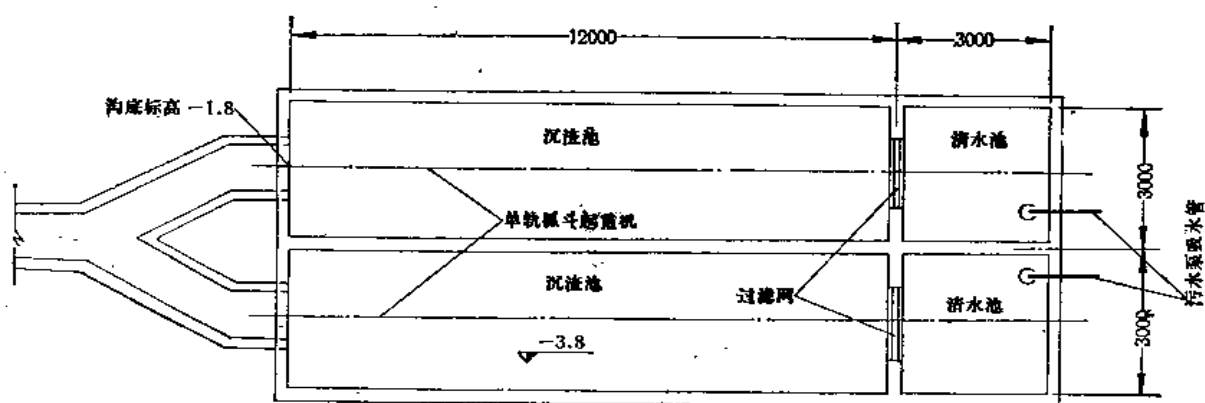 12000
3000
沟底标高 -1.8
沉渣池
清水池
3000
单轨抓斗起重机
污水泵吸水管
沉渣池
过滤网
清水池
3000
-3.8